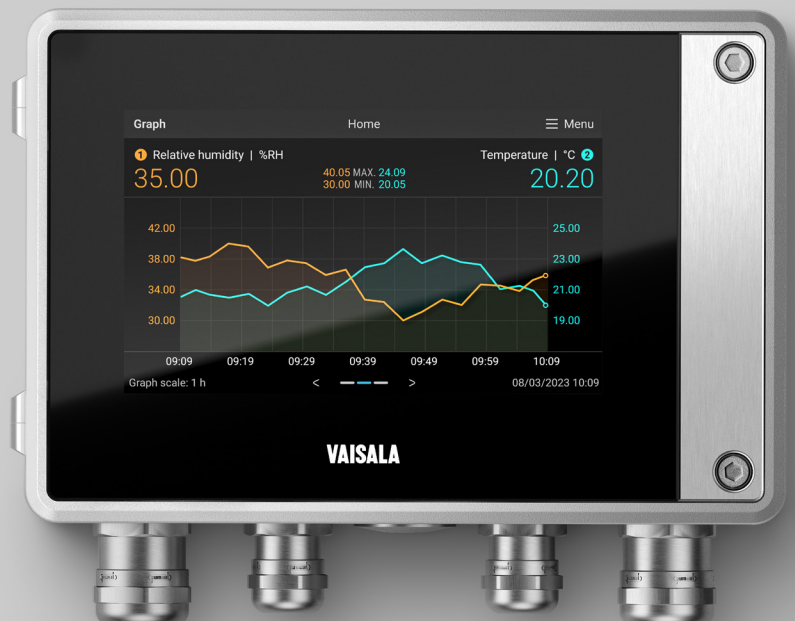 Graph Home Menu
1 Relative humidity | %RH
35.00
40.05 MAX. 24.09
30.00 MIN. 20.05
Temperature | °C 2
20.20
42.00 25.00
38.00 23.00
34.00 21.00
30.00 19.00
09:09 09:19 09:29 09:39 09:49 09:59 10:09
Graph scale: 1 h < > 08/03/2023 10:09
VAISALA